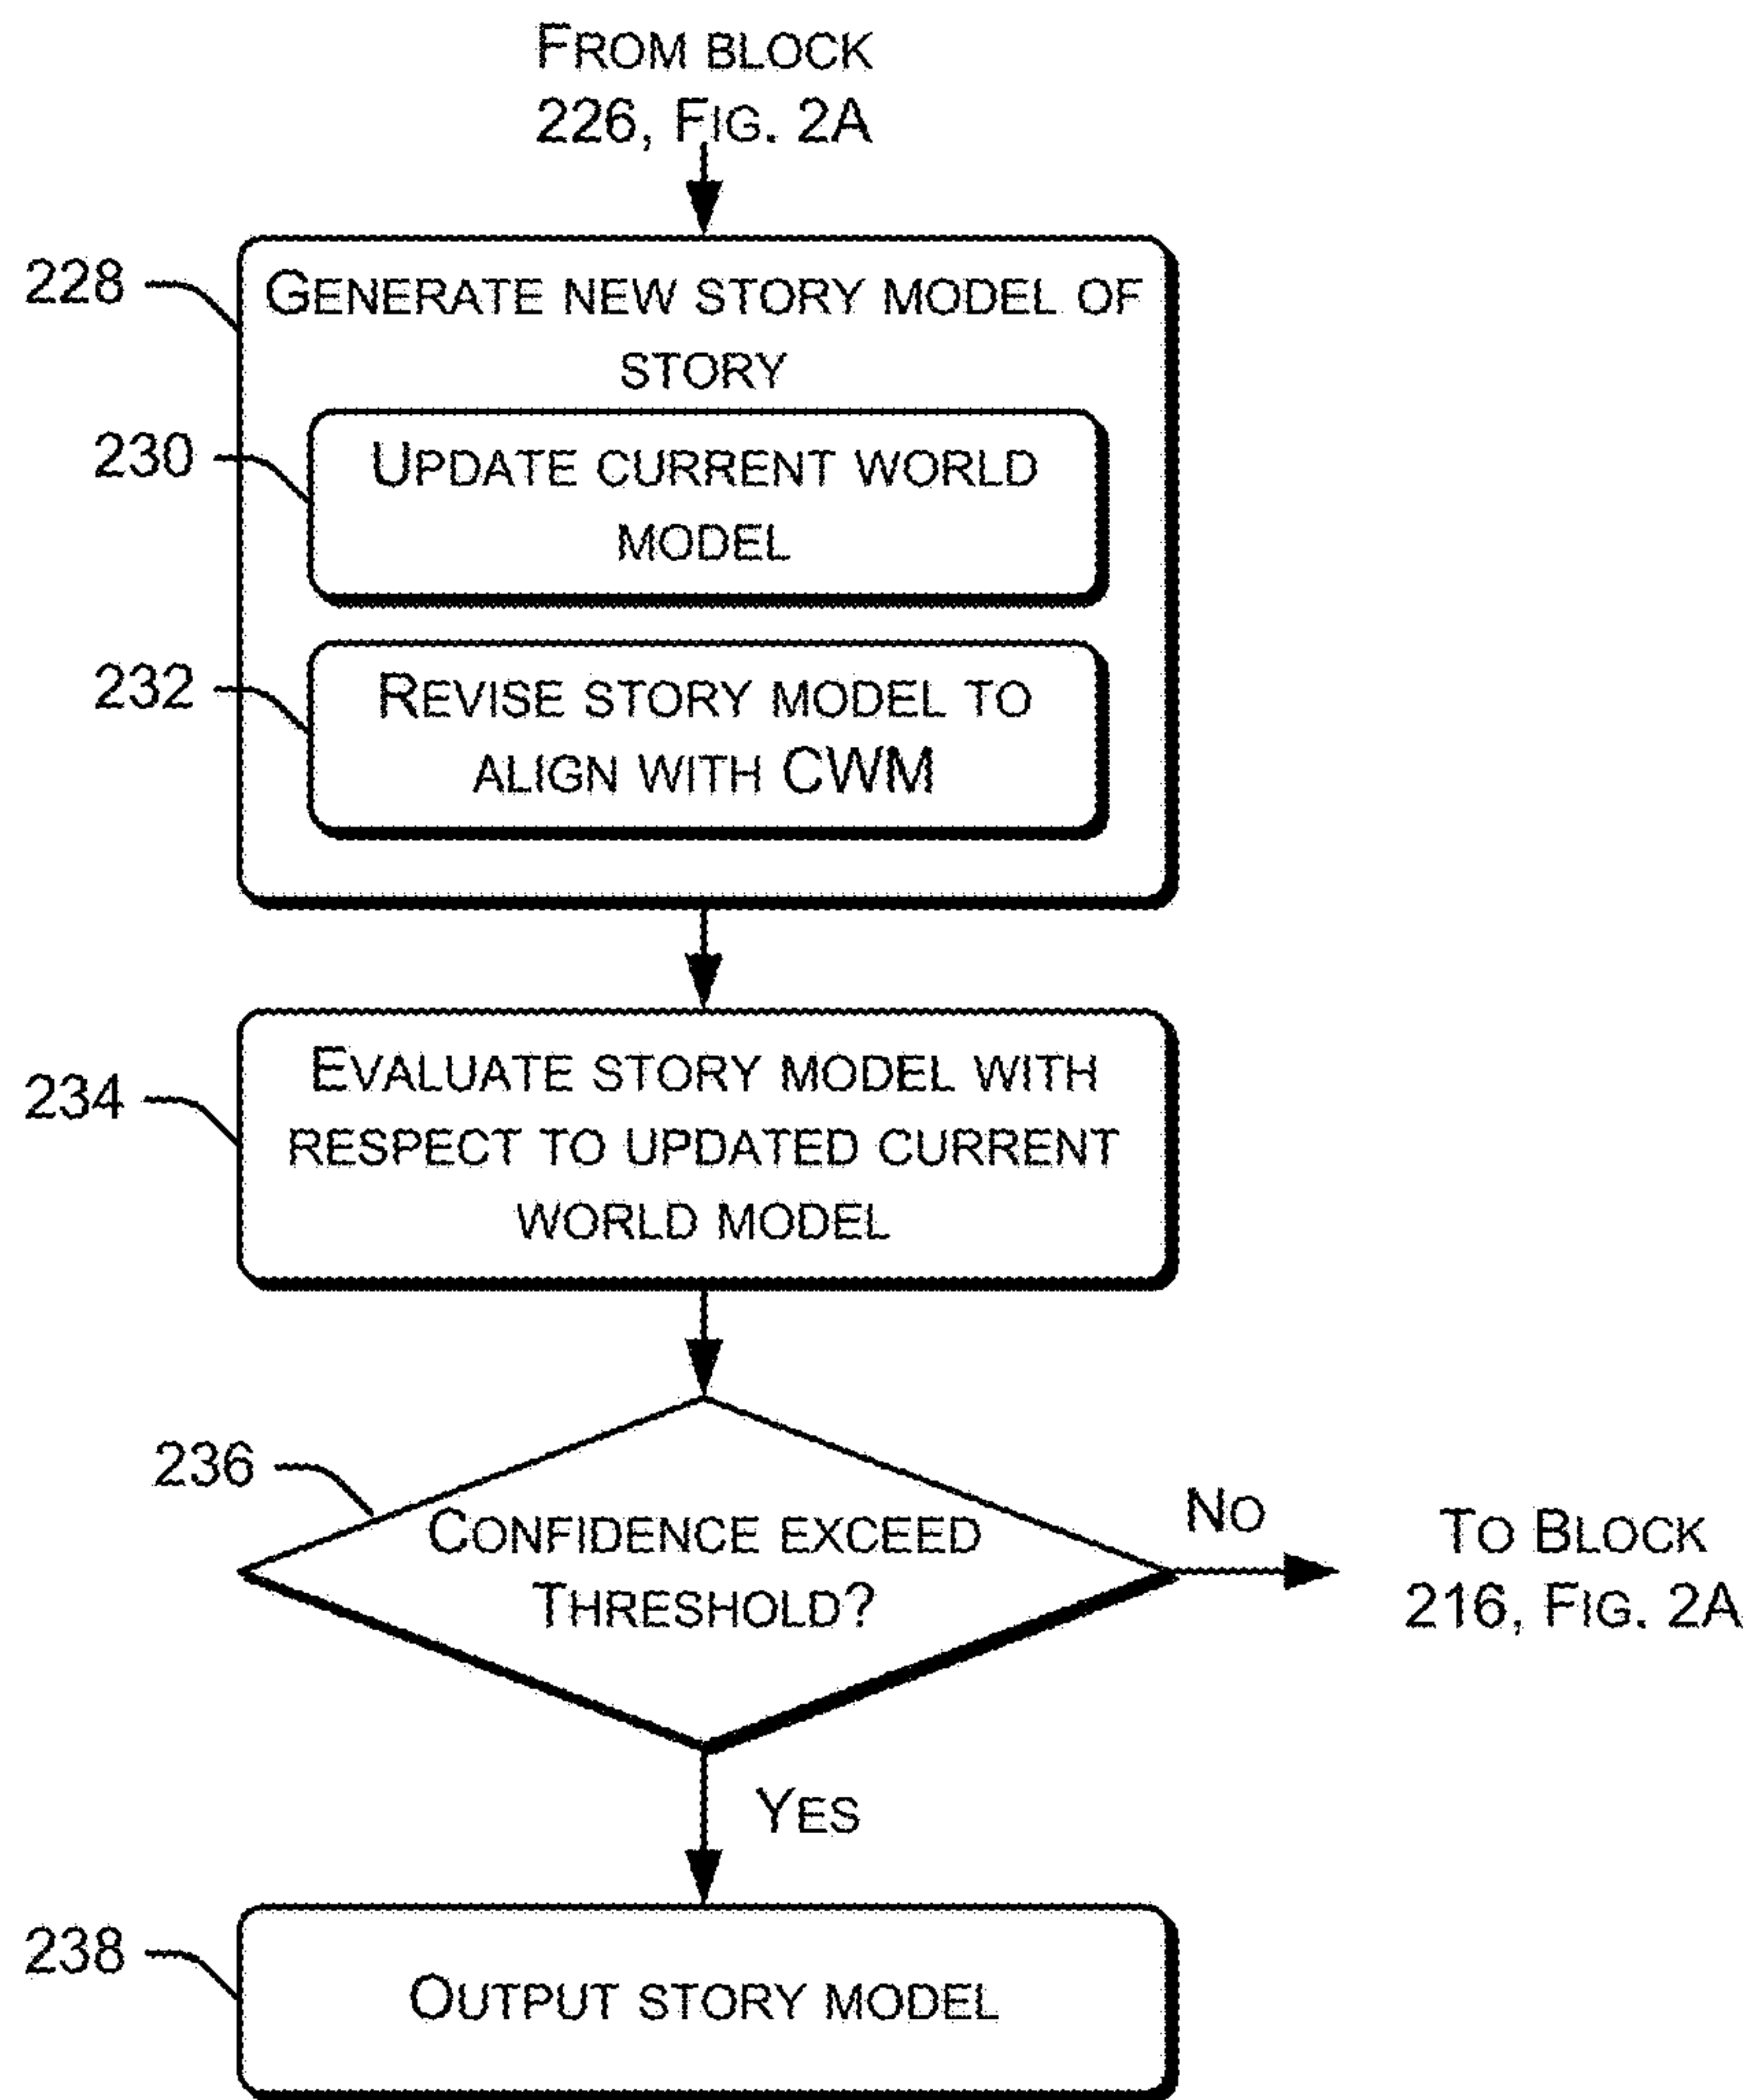 FROM BLOCK
226, FIG. 2A
228
GENERATE NEW STORY MODEL OF
STORY
230
UPDATE CURRENT WORLD
MODEL
232
REVISE STORY MODEL TO
ALIGN WITH CWM
234
EVALUATE STORY MODEL WITH
RESPECT TO UPDATED CURRENT
WORLD MODEL
236
CONFIDENCE EXCEED
THRESHOLD?
NO
TO BLOCK
216, FIG. 2A
YES
238
OUTPUT STORY MODEL